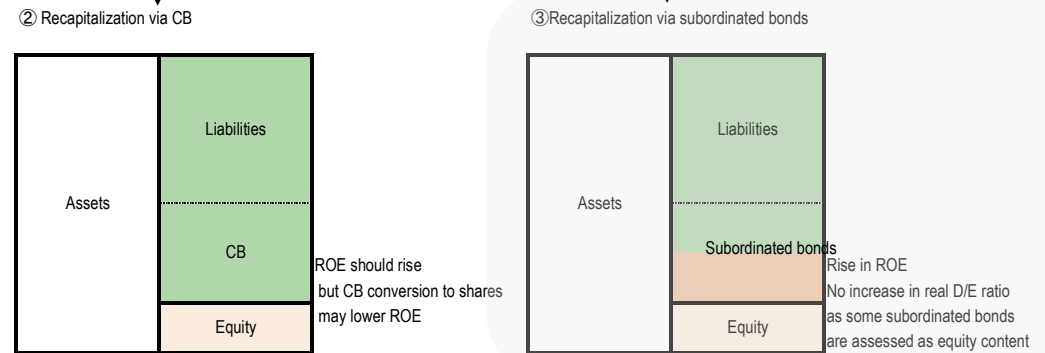 ② Recapitalization via CB
Liabilities
Assets
CB
ROE should rise
but CB conversion to shares
may lower ROE
Equity
③Recapitalization via subordinated bonds
Liabilities
Assets
Subordinated bonds
Rise in ROE
No increase in real D/E ratio
as some subordinated bonds
are assessed as equity content
Equity